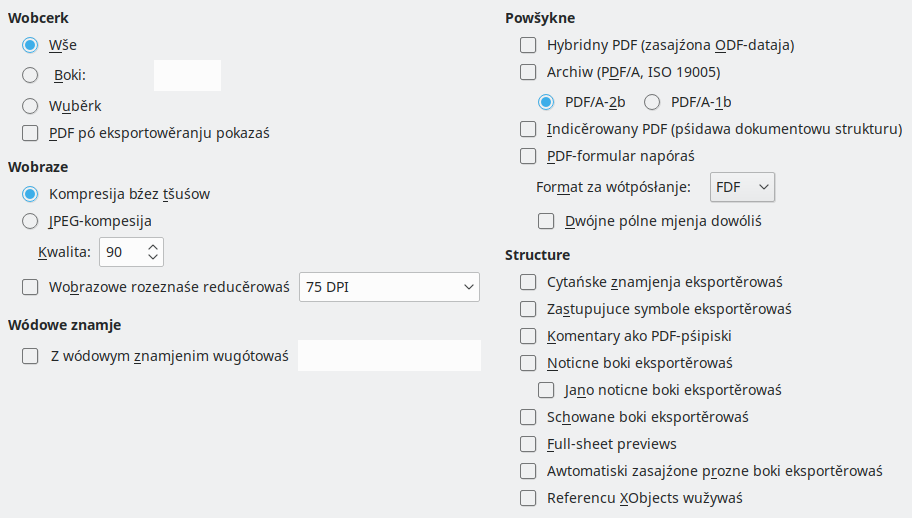 Wobcerk
Wše
Boki:
Wuběrk
PDF pó eksportowěranju pokazaś
Wobraze
Kompresija bźez tšuśow
JPEG-kompesija
Kwalita: 90
Wobrazowe rozeznaśe reducěrowaś 75 DPI
Wódowe znamje
Z wódowym znamjenim wugótowaś
Powšykne
Hybridny PDF (zasajźona ODF-dataja)
Archiw (PDF/A, ISO 19005)
PDF/A-2b PDF/A-1b
Indicěrowany PDF (pśidawa dokumentowu strukturu)
PDF-formular napóraś
Format za wótpósłanje: FDF
Dwójne pólne mjenja dowóliś
Structure
Cytańske znamjenja eksportěrowaś
Zastupujuce symbole eksportěrowaś
Komentary ako PDF-pśipiski
Noticne boki eksportěrowaś
Jano noticne boki eksportěrowaś
Schowane boki eksportěrowaś
Full-sheet previews
Awtomatiski zasajźone prozne boki eksportěrowaś
Referencu XObjects wužywaś